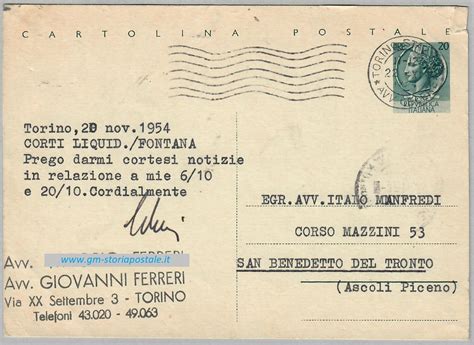 CARTOLINA POSTALE
20
TORINO
REPUBBLICA
ITALIANA
Torino, 20 nov. 1954
CORTI LIQUID./FONTANA
Prego darmi cortesi notizie
in relazione a mie 6/10
e 20/10.Cordialmente
EGR.AVV.ITALO MANFREDI
CORSO MAZZINI 53
SAN BENEDETTO DEL TRONTO
(Ascoli Piceno)
www.gm-storiapostale.it
Avv. FERRERI
Avv. GIOVANNI FERRERI
Via XX Settembre 3 - TORINO
Telefoni 43.020 - 49.063